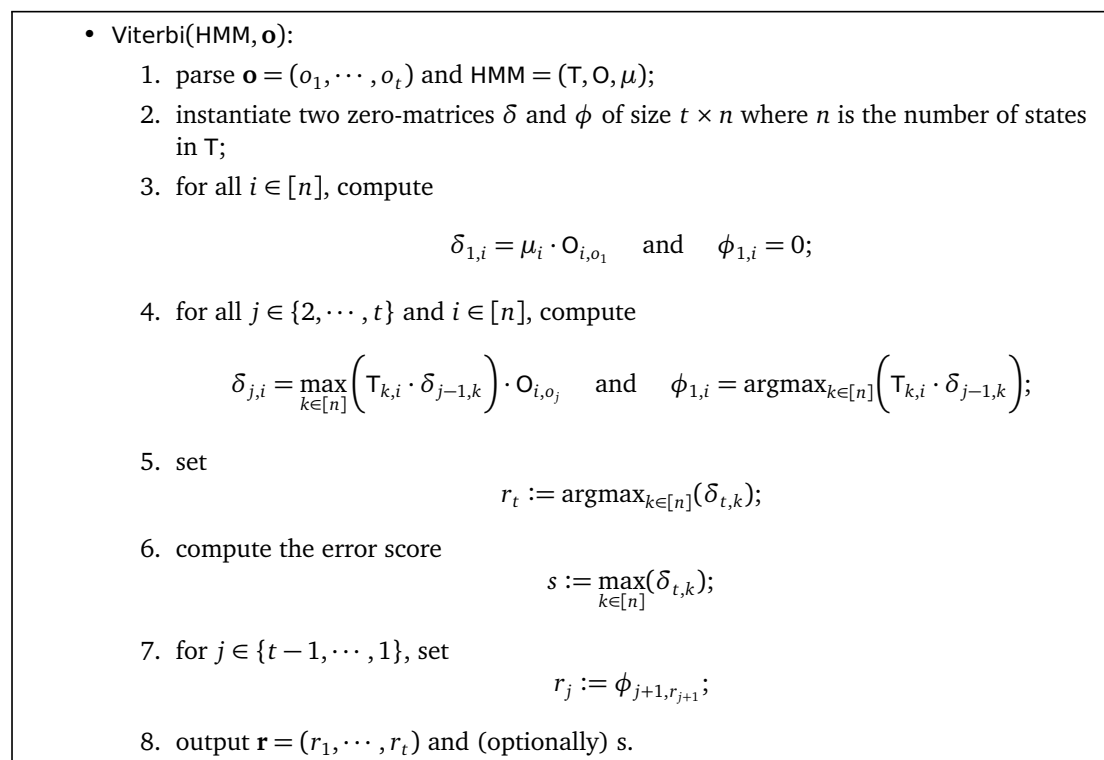 • Viterbi(HMM, o):
1. parse o = (o₁, ⋯ , oₜ) and HMM = (T, O, μ);
2. instantiate two zero-matrices δ and ϕ of size t × n where n is the number of states
in T;
3. for all i ∈ [n], compute
δ_{1,i} = μ_i · O_{i,o_1} and ϕ_{1,i} = 0;
4. for all j ∈ {2, ⋯ , t} and i ∈ [n], compute
δ_{j,i} = max_{k∈[n]} (T_{k,i} · δ_{j−1,k}) · O_{i,o_j} and ϕ_{1,i} = argmax_{k∈[n]} (T_{k,i} · δ_{j−1,k});
5. set
r_t := argmax_{k∈[n]}(δ_{t,k});
6. compute the error score
s := max_{k∈[n]}(δ_{t,k});
7. for j ∈ {t − 1, ⋯ , 1}, set
r_j := ϕ_{j+1,r_{j+1}};
8. output r = (r₁, ⋯ , rₜ) and (optionally) s.